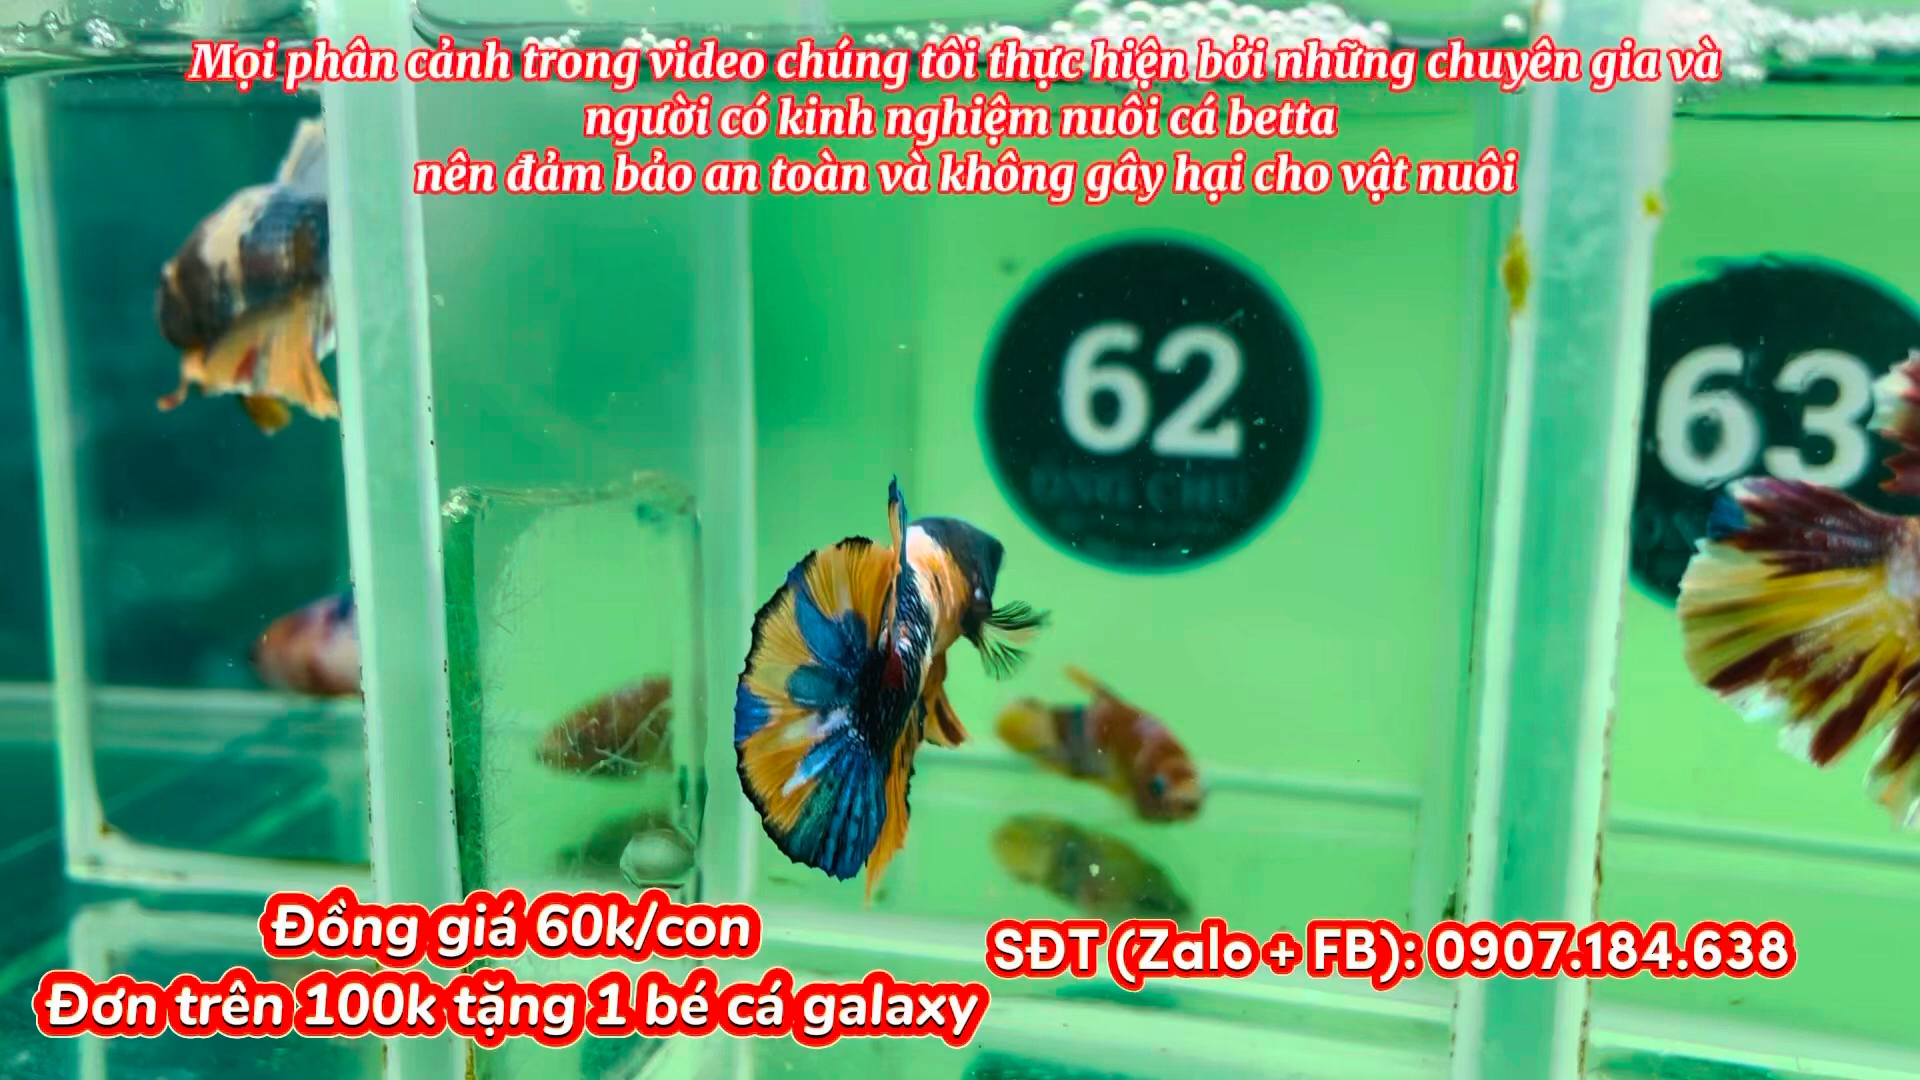 Mọi phân cảnh trong video chúng tôi thực hiện bởi những chuyên gia và
người có kinh nghiệm nuôi cá betta
nên đảm bảo an toàn và không gây hại cho vật nuôi
62
63
Đồng giá 60k/con
Đơn trên 100k tặng 1 bé cá galaxy
SĐT (Zalo + FB): 0907.184.638